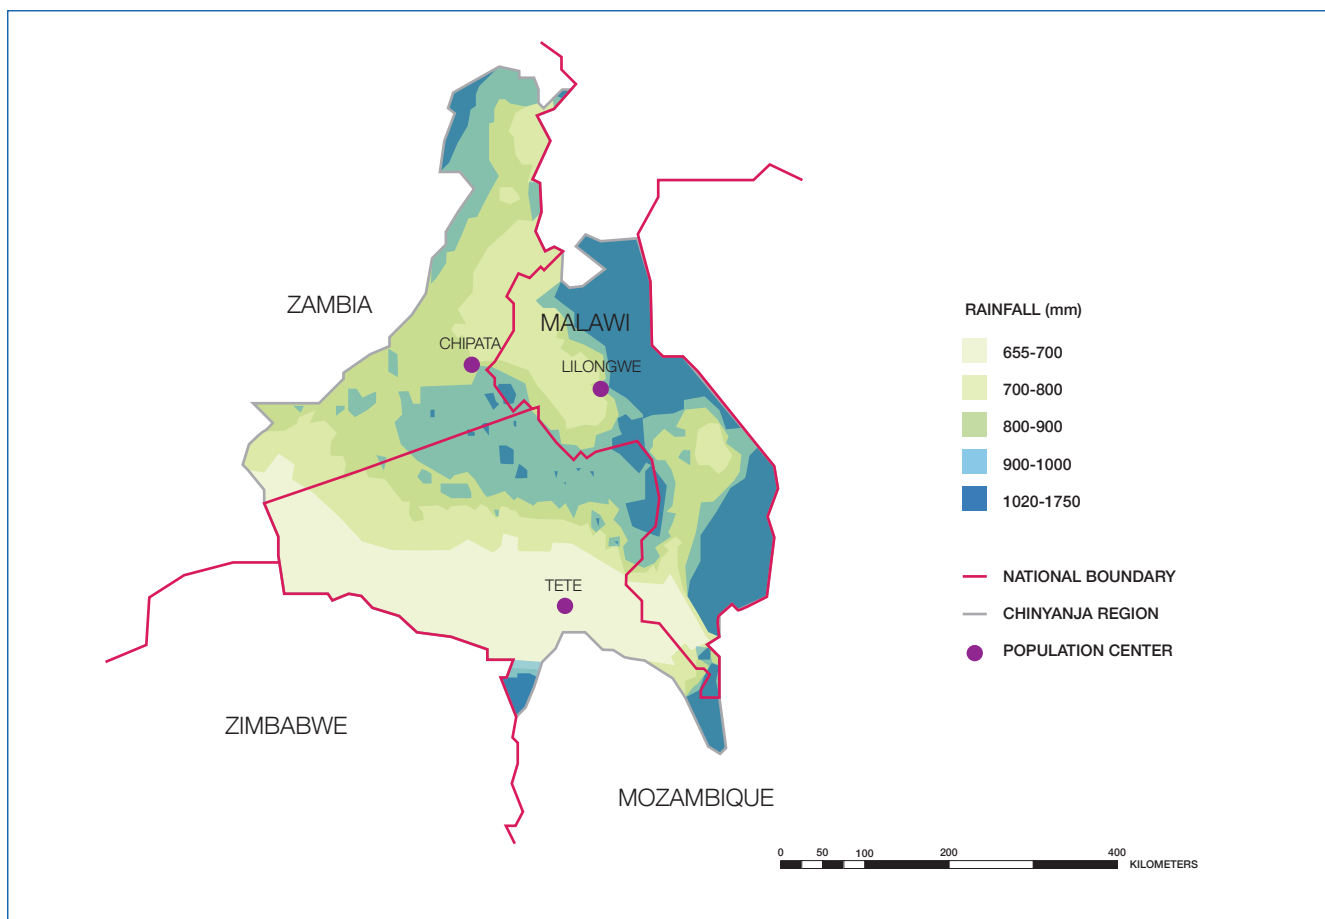 ZAMBIA
MALAWI
CHIPATA
LILONGWE
TETE
ZIMBABWE
MOZAMBIQUE
RAINFALL (mm)
655-700
700-800
800-900
900-1000
1020-1750
NATIONAL BOUNDARY
CHINYANJA REGION
POPULATION CENTER
0 50 100 200 400
KILOMETERS